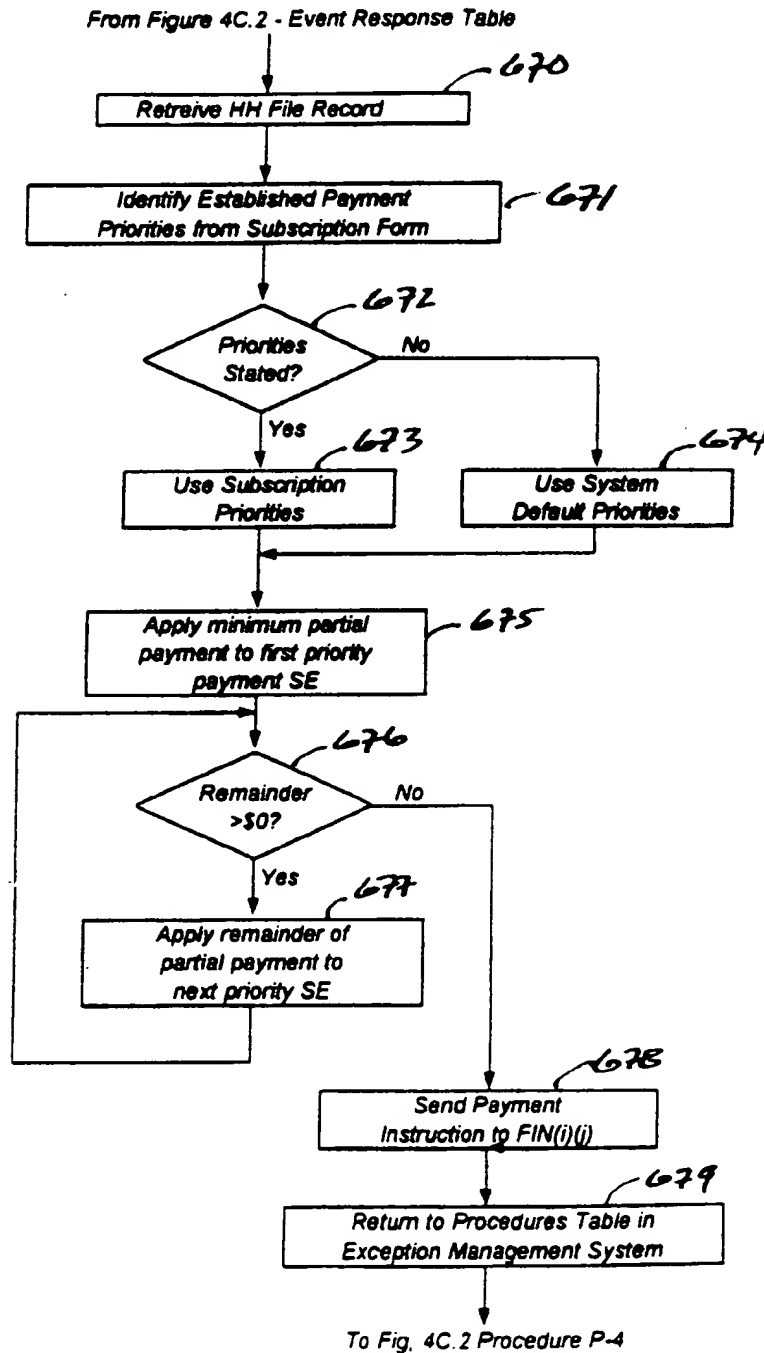 From Figure 4C.2 - Event Response Table
670
Retreive HH File Record
Identify Established Payment
Priorities from Subscription Form
671
672
Priorities
Stated?
No
Yes
673
674
Use Subscription
Priorities
Use System
Default Priorities
Apply minimum partial
payment to first priority
payment SE
675
676
Remainder
>$0?
No
Yes
677
Apply remainder of
partial payment to
next priority SE
678
Send Payment
Instruction to FIN(i)(j)
679
Return to Procedures Table in
Exception Management System
To Fig, 4C.2 Procedure P-4